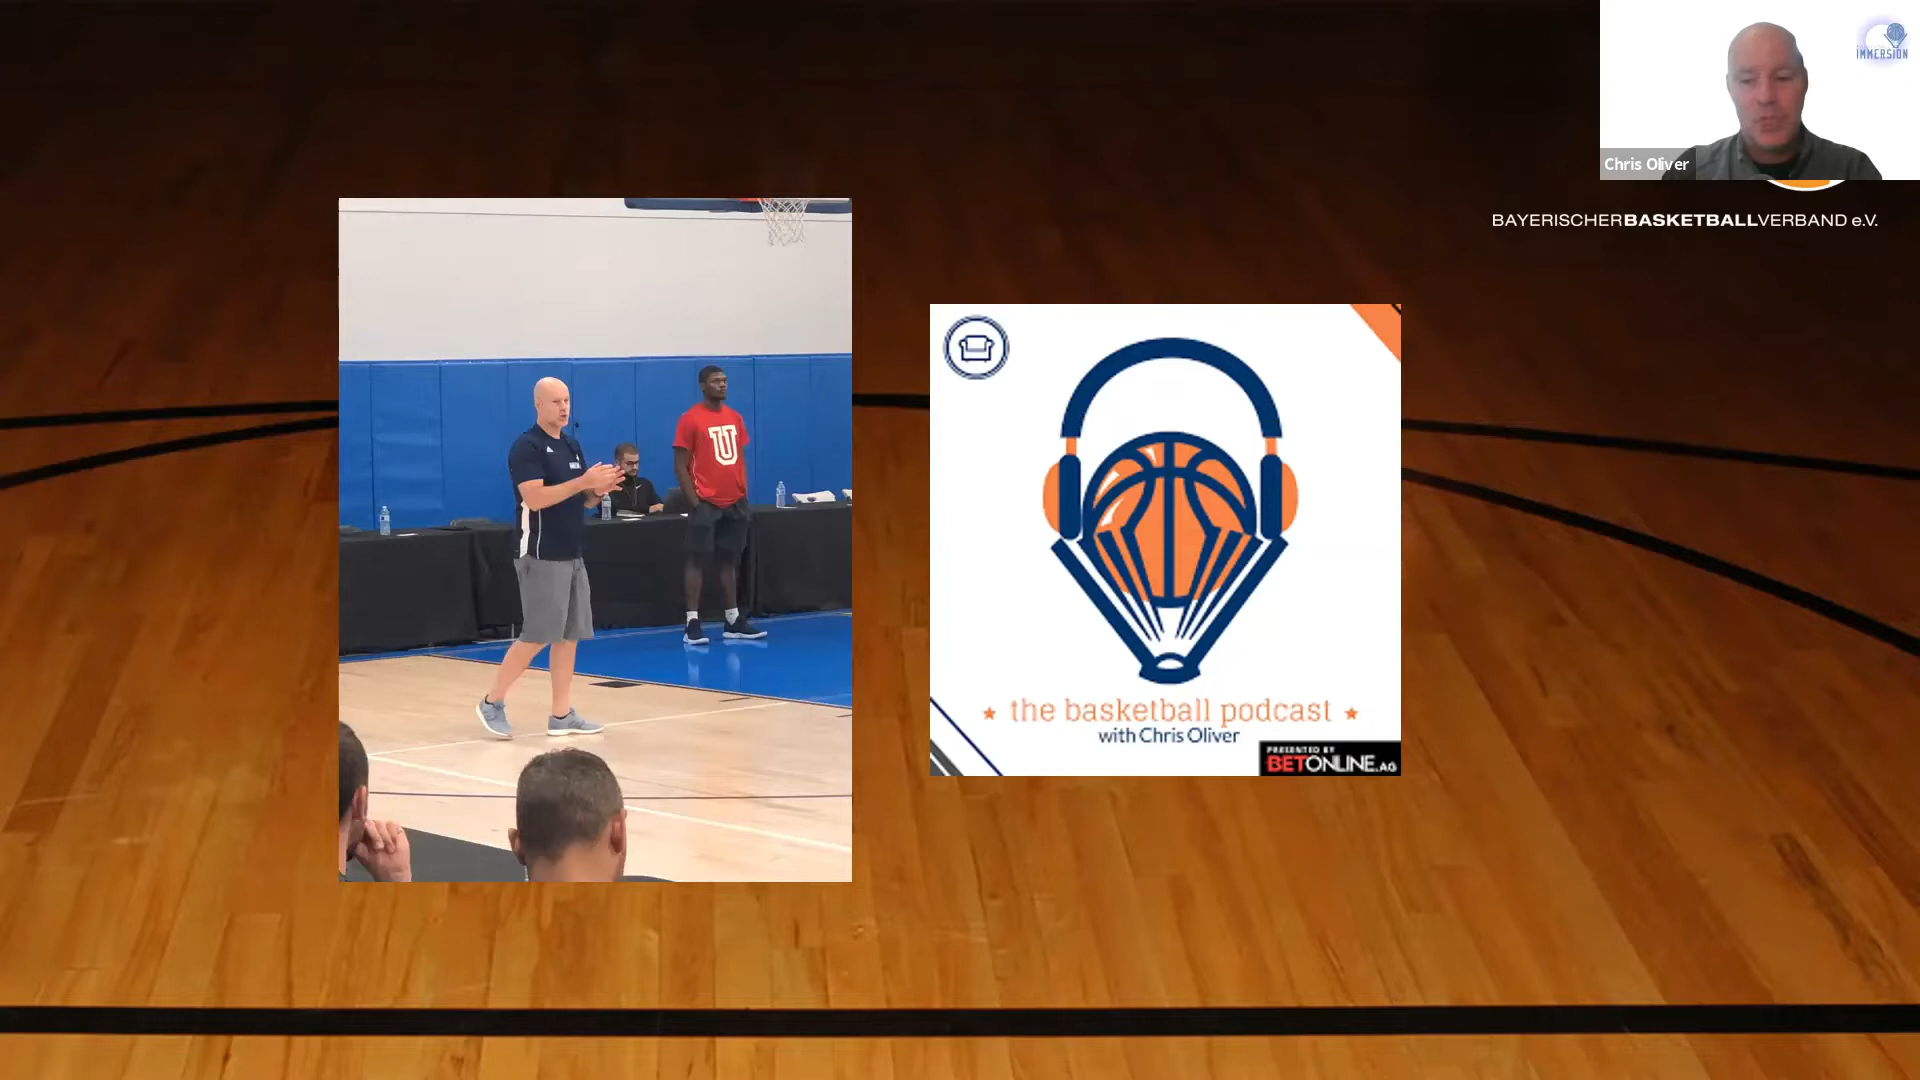 IMMERSION
Chris Oliver
BAYERISCHERBASKETBALLVERBAND e.V.
U
the basketball podcast
with Chris Oliver
PRESENTED BY
BETONLINE.AG